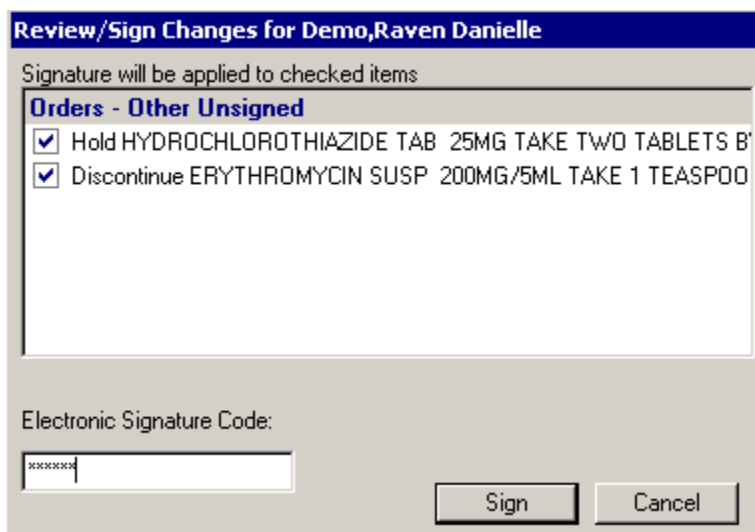 Review/Sign Changes for Demo,Raven Danielle
Signature will be applied to checked items
Orders - Other Unsigned
Hold HYDROCHLOROTHIAZIDE TAB 25MG TAKE TWO TABLETS B
Discontinue ERYTHROMYCIN SUSP 200MG/5ML TAKE 1 TEASPOO
Electronic Signature Code:
******
Sign Cancel